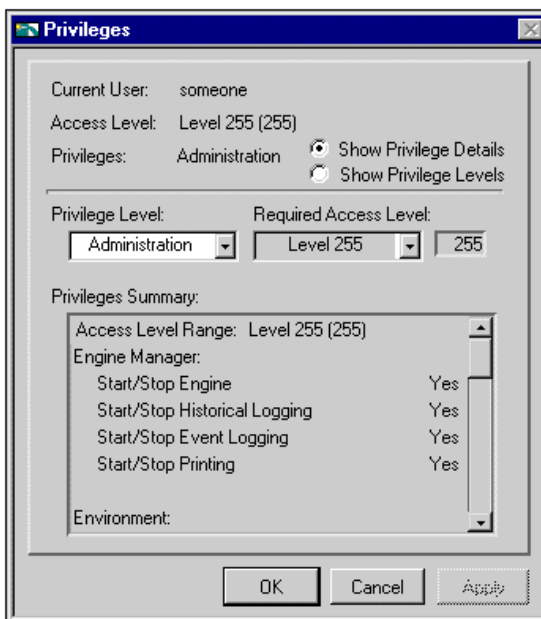 Privileges
Current User: someone
Access Level: Level 255 (255)
Privileges: Administration
Show Privilege Details
Show Privilege Levels
Privilege Level: Required Access Level:
Administration Level 255 255
Privileges Summary:
Access Level Range: Level 255 (255)
Engine Manager:
Start/Stop Engine Yes
Start/Stop Historical Logging Yes
Start/Stop Event Logging Yes
Start/Stop Printing Yes
Environment:
OK Cancel Apply